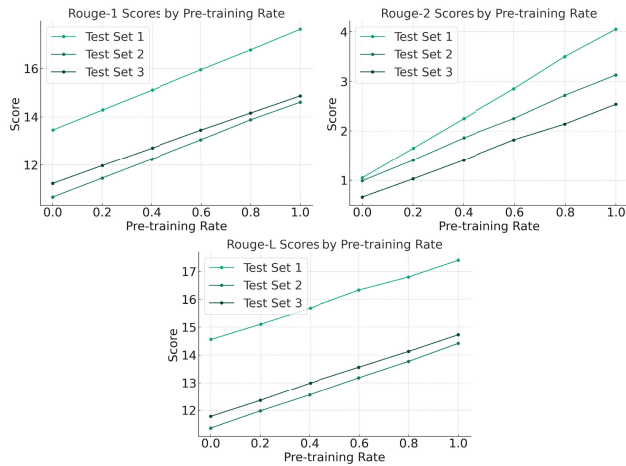 Rouge-1 Scores by Pre-training Rate
Test Set 1
Test Set 2
Test Set 3
16
14
12
Score
0.0 0.2 0.4 0.6 0.8 1.0
Pre-training Rate
Rouge-2 Scores by Pre-training Rate
Test Set 1
Test Set 2
Test Set 3
4
3
2
1
Score
0.0 0.2 0.4 0.6 0.8 1.0
Pre-training Rate
Rouge-L Scores by Pre-training Rate
Test Set 1
Test Set 2
Test Set 3
17
16
15
14
13
12
Score
0.0 0.2 0.4 0.6 0.8 1.0
Pre-training Rate